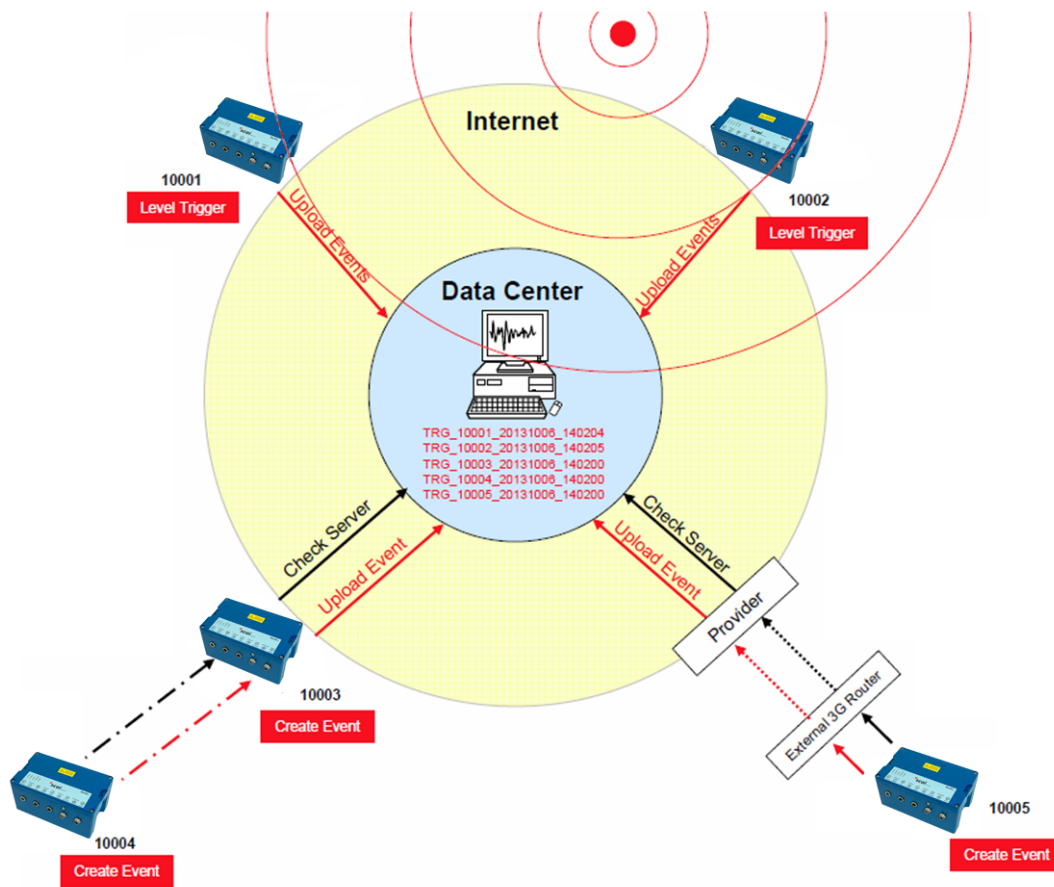 Internet
10001
Level Trigger
10002
Level Trigger
Upload Events
Upload Events
Data Center
TRG_10001_20131006_140204
TRG_10002_20131006_140205
TRG_10003_20131006_140200
TRG_10004_20131006_140200
TRG_10005_20131006_140200
Check Server
Upload Event
Check Server
Upload Event
Provider
External 3G Router
10003
Create Event
10004
Create Event
10005
Create Event